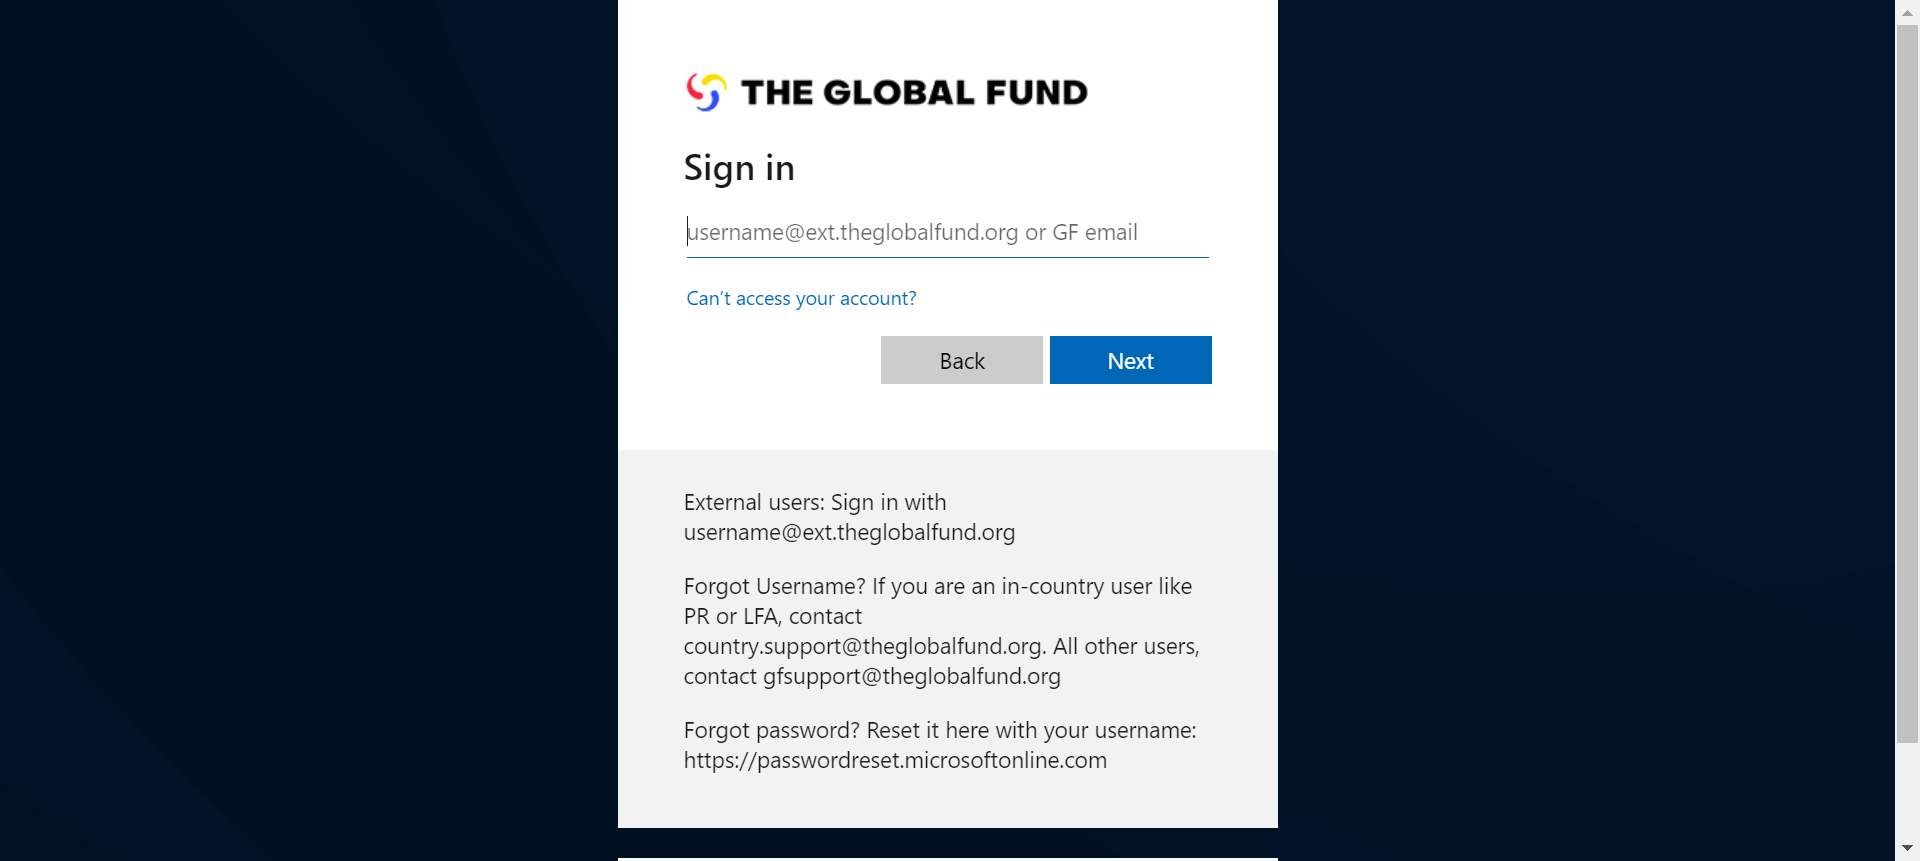 THE GLOBAL FUND
Sign in
username@ext.theglobalfund.org or GF email
Can’t access your account?
Back
Next
External users: Sign in with
username@ext.theglobalfund.org
Forgot Username? If you are an in-country user like
PR or LFA, contact
country.support@theglobalfund.org. All other users,
contact gfsupport@theglobalfund.org
Forgot password? Reset it here with your username:
https://passwordreset.microsoftonline.com